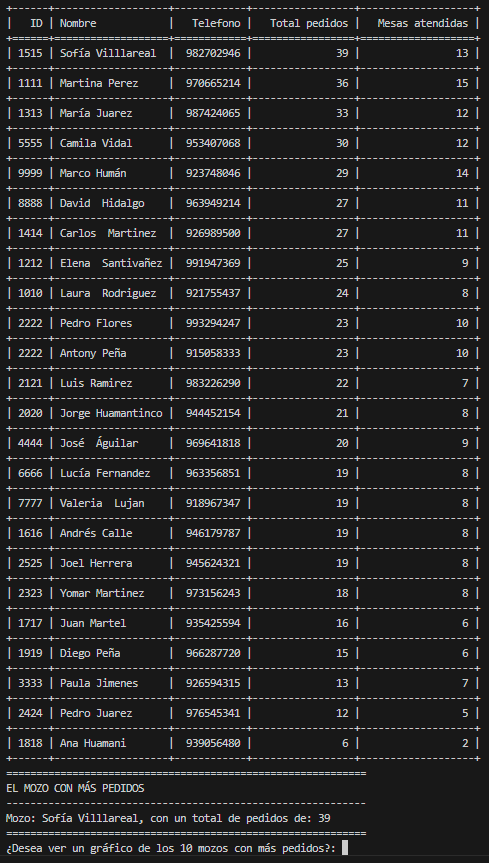 | ID | Nombre | Telefono | Total pedidos | Mesas atendidas |
| 1515 | Sofía Villlareal | 982702946 | 39 | 13 |
| 1111 | Martina Perez | 970665214 | 36 | 15 |
| 1313 | María Juarez | 987424065 | 33 | 12 |
| 5555 | Camila Vidal | 953407068 | 30 | 12 |
| 9999 | Marco Humán | 923748046 | 29 | 14 |
| 8888 | David  Hidalgo | 963949214 | 27 | 11 |
| 1414 | Carlos  Martinez | 926989500 | 27 | 11 |
| 1212 | Elena  Santivañez | 991947369 | 25 | 9 |
| 1010 | Laura  Rodriguez | 921755437 | 24 | 8 |
| 2222 | Pedro Flores | 993294247 | 23 | 10 |
| 2222 | Antony Peña | 915058333 | 23 | 10 |
| 2121 | Luis Ramirez | 983226290 | 22 | 7 |
| 2020 | Jorge Huamantinco | 944452154 | 21 | 8 |
| 4444 | José  Águilar | 969641818 | 20 | 9 |
| 6666 | Lucía Fernandez | 963356851 | 19 | 8 |
| 7777 | Valeria  Lujan | 918967347 | 19 | 8 |
| 1616 | Andrés Calle | 946179787 | 19 | 8 |
| 2525 | Joel Herrera | 945624321 | 19 | 8 |
| 2323 | Yomar Martinez | 973156243 | 18 | 8 |
| 1717 | Juan Martel | 935425594 | 16 | 6 |
| 1919 | Diego Peña | 966287720 | 15 | 6 |
| 3333 | Paula Jimenes | 926594315 | 13 | 7 |
| 2424 | Pedro Juarez | 976545341 | 12 | 5 |
| 1818 | Ana Huamani | 939056480 | 6 | 2 |
EL MOZO CON MÁS PEDIDOS
Mozo: Sofía Villlareal, con un total de pedidos de: 39
¿Desea ver un gráfico de los 10 mozos con más pedidos?: